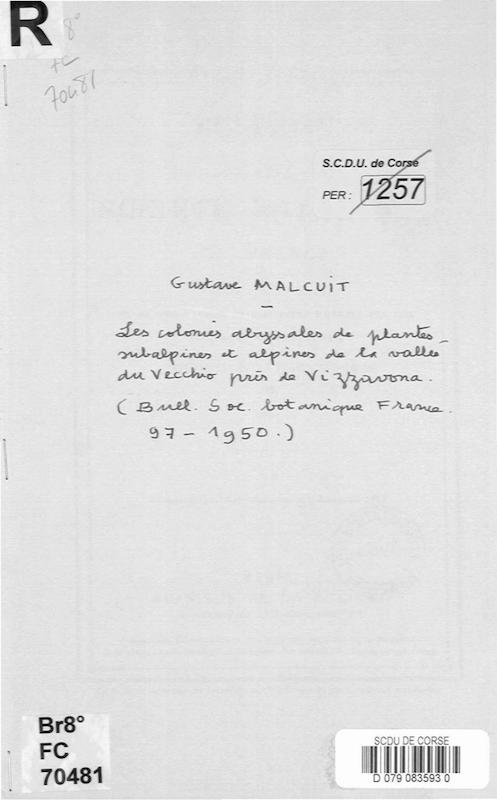 R
8°
FC
70481
S.C.D.U. de Corse
PER : 1257
Gustave MALCUIT
—
Les colonies abyssales de plantes
subalpines et alpines de la vallée
du Vecchio près de Vizzavona.
( Bull. Soc. botanique France.
97 - 1950.)
Br8°
FC
70481
SCDU DE CORSE
D 079 083593 0